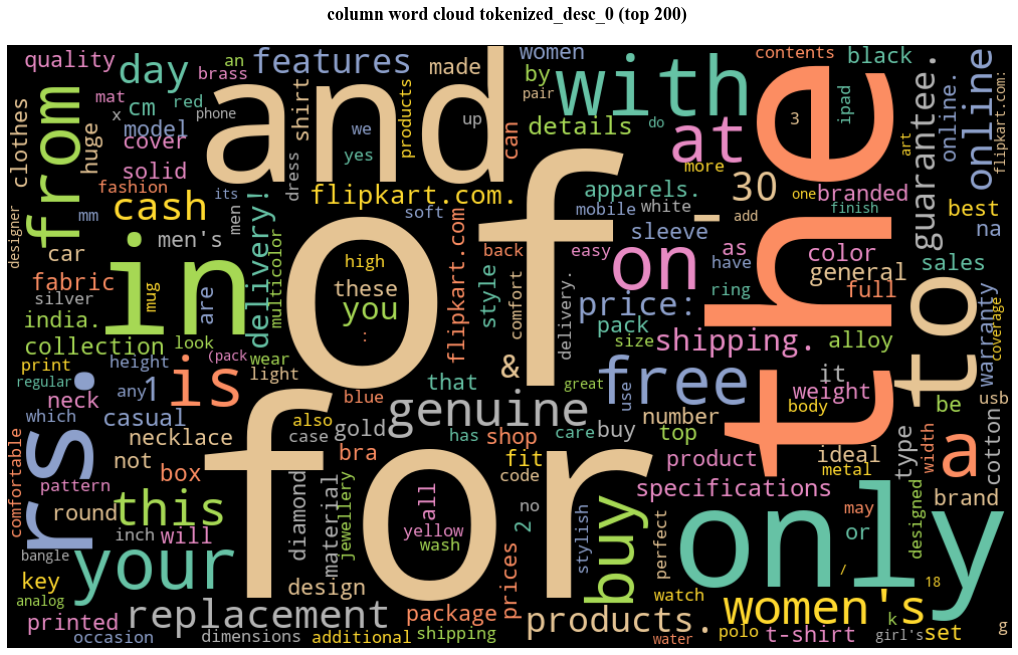 column word cloud tokenized_desc_0 (top 200)
quality
day
an
brass
features
made
women
by
pair
with
contents
black
clothes
mat
x
cm
red
phone
model
cover
huge
from
and
shirt
we
yes
products
up
can
details
do
at
more
3
ipad
the
art
online.
online
flipkart.com:
solid
fashion
cash
its
men
dress
flipkart.com.
soft
of
apparels.
mobile
white
_
30
add
one
branded
finish
guarantee.
best
na
designer
mm
men's
car
in
delivery!
multicolor
high
these
you
:
flipkart.com
back
style
comfort
easy
delivery.
on
sleeve
as
have
ring
color
general
full
sales
to
fabric
silver
india.
mug
are
collection
look
(pack
wear
light
&
price:
pack
size
shipping.
alloy
warranty
coverage
print
regular
height
any
1
is
that
great
free
use
it
weight
body
be
usb
neck
which
casual
rs.
blue
genuine
number
necklace
also
case
gold
has
shop
care
buy
top
ideal
metal
type
width
a
cotton
comfortable
not
box
bra
fit
code
product
for
specifications
pattern
round
this
diamond
material
jewellery
all
yellow
wash
no
2
stylish
buy
perfect
only
may
or
designed
brand
inch
will
bangle
your
key
analog
design
prices
watch
/
18
printed
replacement
package
products.
women's
k
g
occasion
dimensions
additional
shipping
water
polo
t-shirt
girl's
set